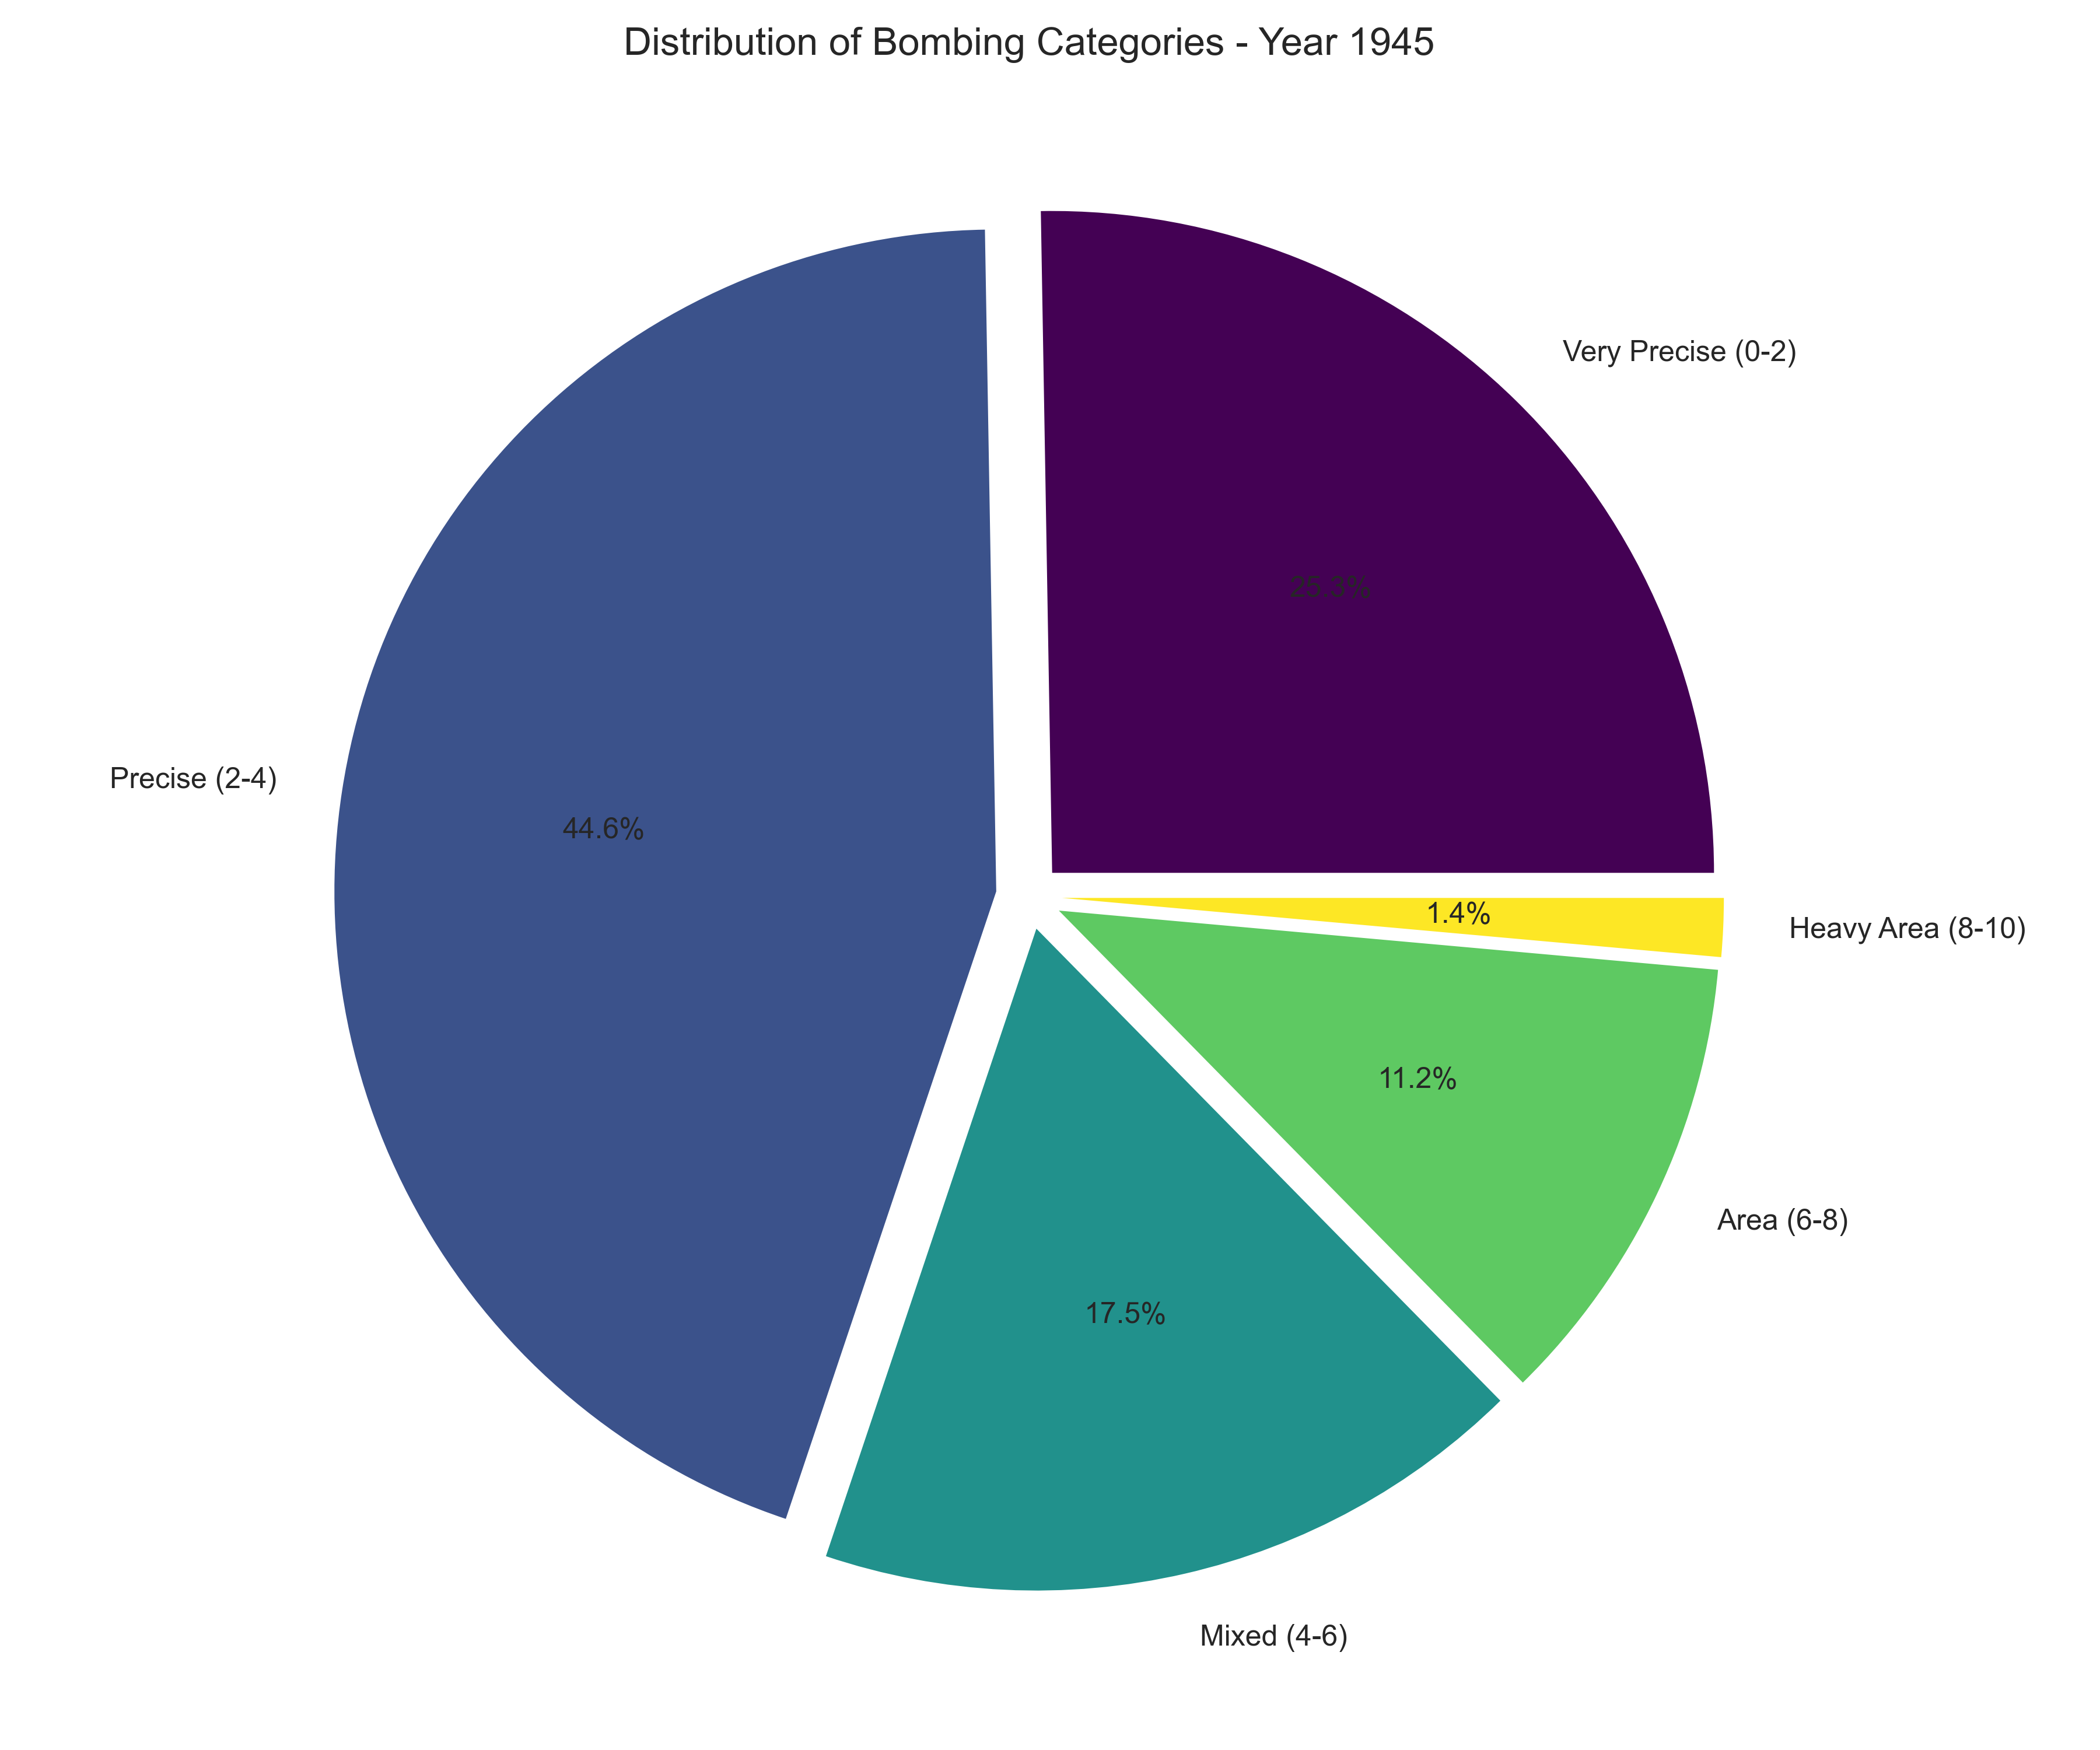 Distribution of Bombing Categories - Year 1945
Very Precise (0-2)
25.3%
Precise (2-4)
44.6%
1.4%
Heavy Area (8-10)
11.2%
Area (6-8)
17.5%
Mixed (4-6)